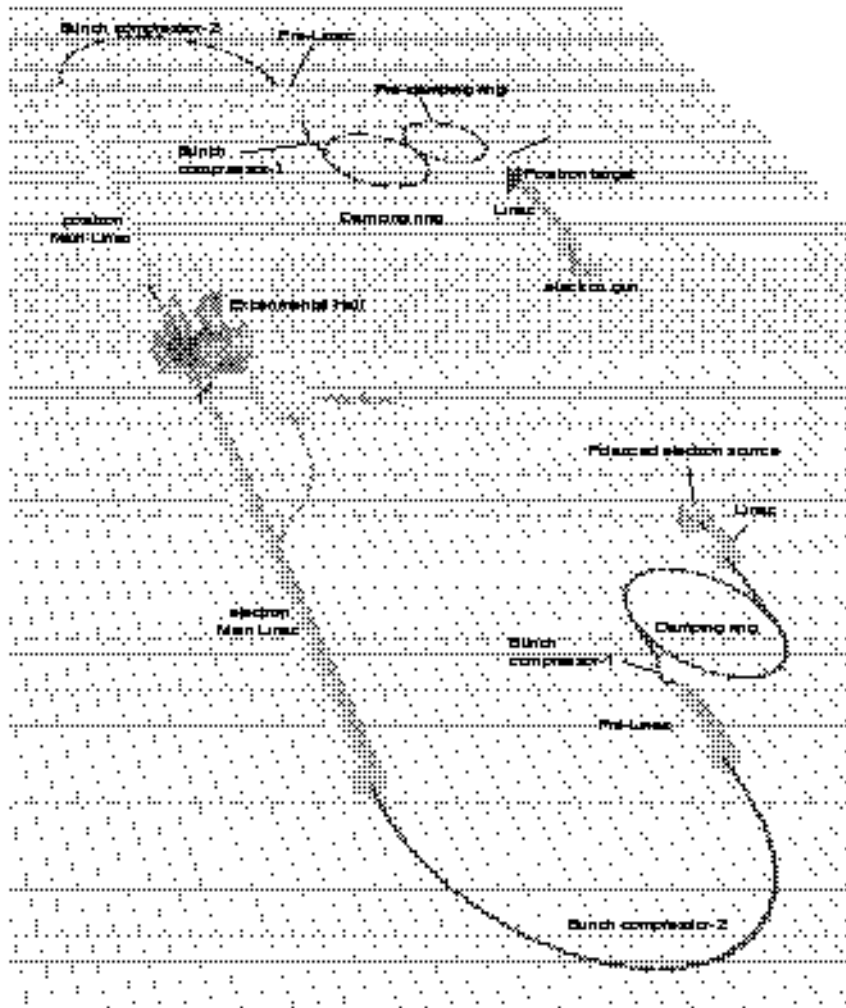 Bunch compressor-2
Pre-Linac
Pre-damping ring
Bunch
compressor-1
Positron target
Linac
Damping ring
positron
Main-Linac
electron gun
Experimental Hall
Polarized electron source
Linac
electron
Main Linac
Damping ring
Bunch
compressor-1
Pre-Linac
Bunch compressor-2